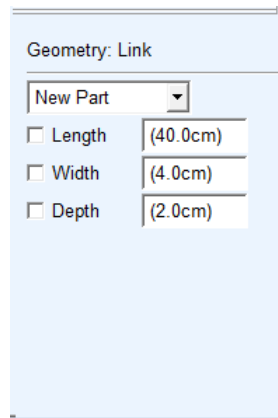 Geometry: Link
New Part
Length (40.0cm)
Width (4.0cm)
Depth (2.0cm)